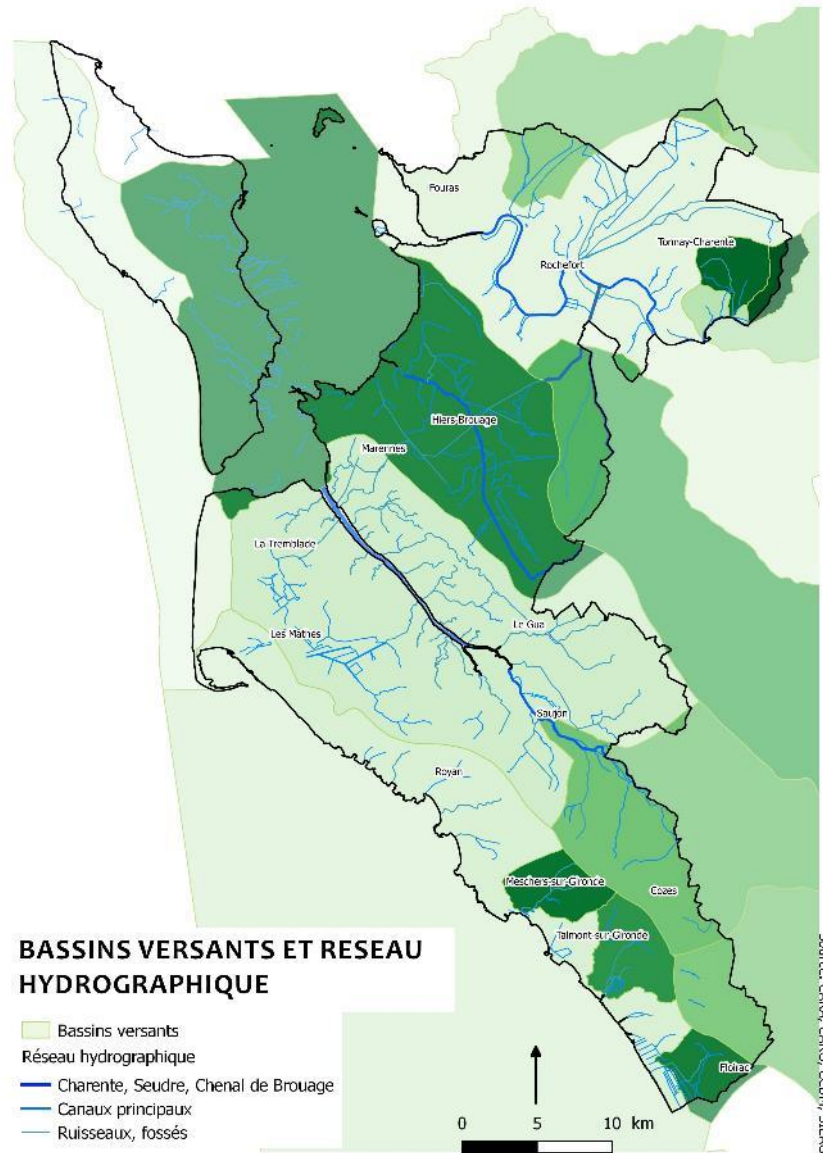 Fouras
Tonnay-Charente
Rochefort
Hiers-Brouage
Marennes
La Tremblade
Le Gua
Les Mathes
Saujon
Royan
Meschers-sur-Gironde
Cozes
Talmont-sur-Gironde
Floirac
BASSINS VERSANTS ET RESEAU
HYDROGRAPHIQUE
Bassins versants
Réseau hydrographique
Charente, Seudre, Chenal de Brouage
Canaux principaux
Ruisseaux, fossés
0 5 10 km